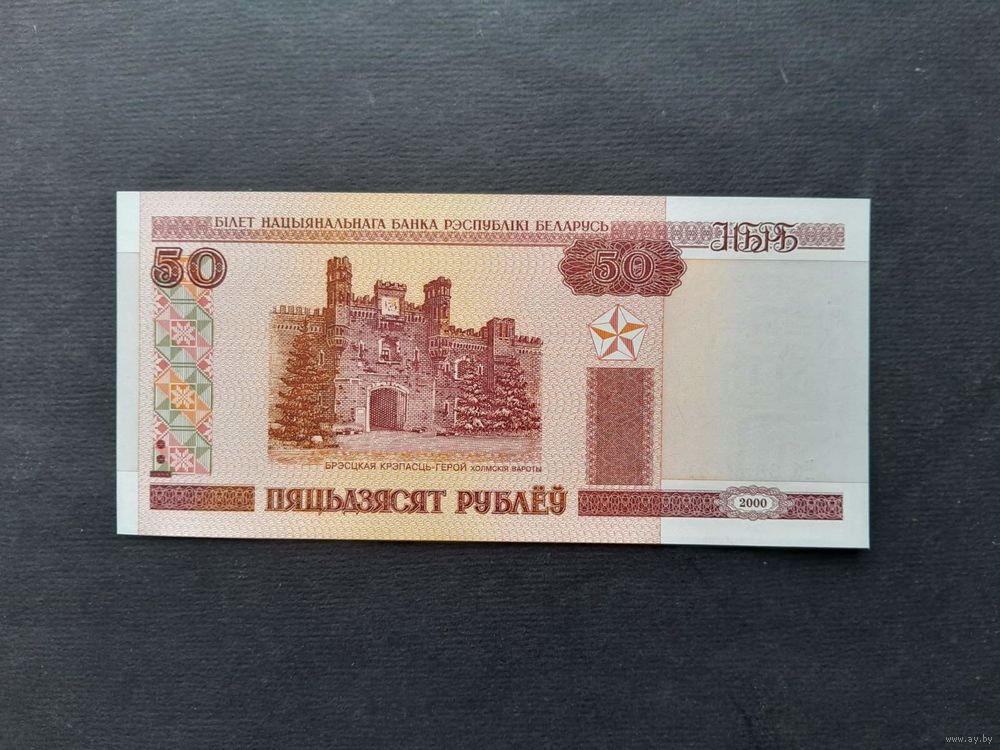 БІЛЕТ НАЦЫЯНАЛЬНАГА БАНКА РЭСПУБЛІКІ БЕЛАРУСЬ
НБРБ
50
50
БРЭСЦКАЯ КРЭПАСЦЬ-ГЕРОЙ ХОЛМСКІЯ ВАРОТЫ
ПЯЦЬДЗЯСЯТ РУБЛЁЎ
2000
www.ay.by